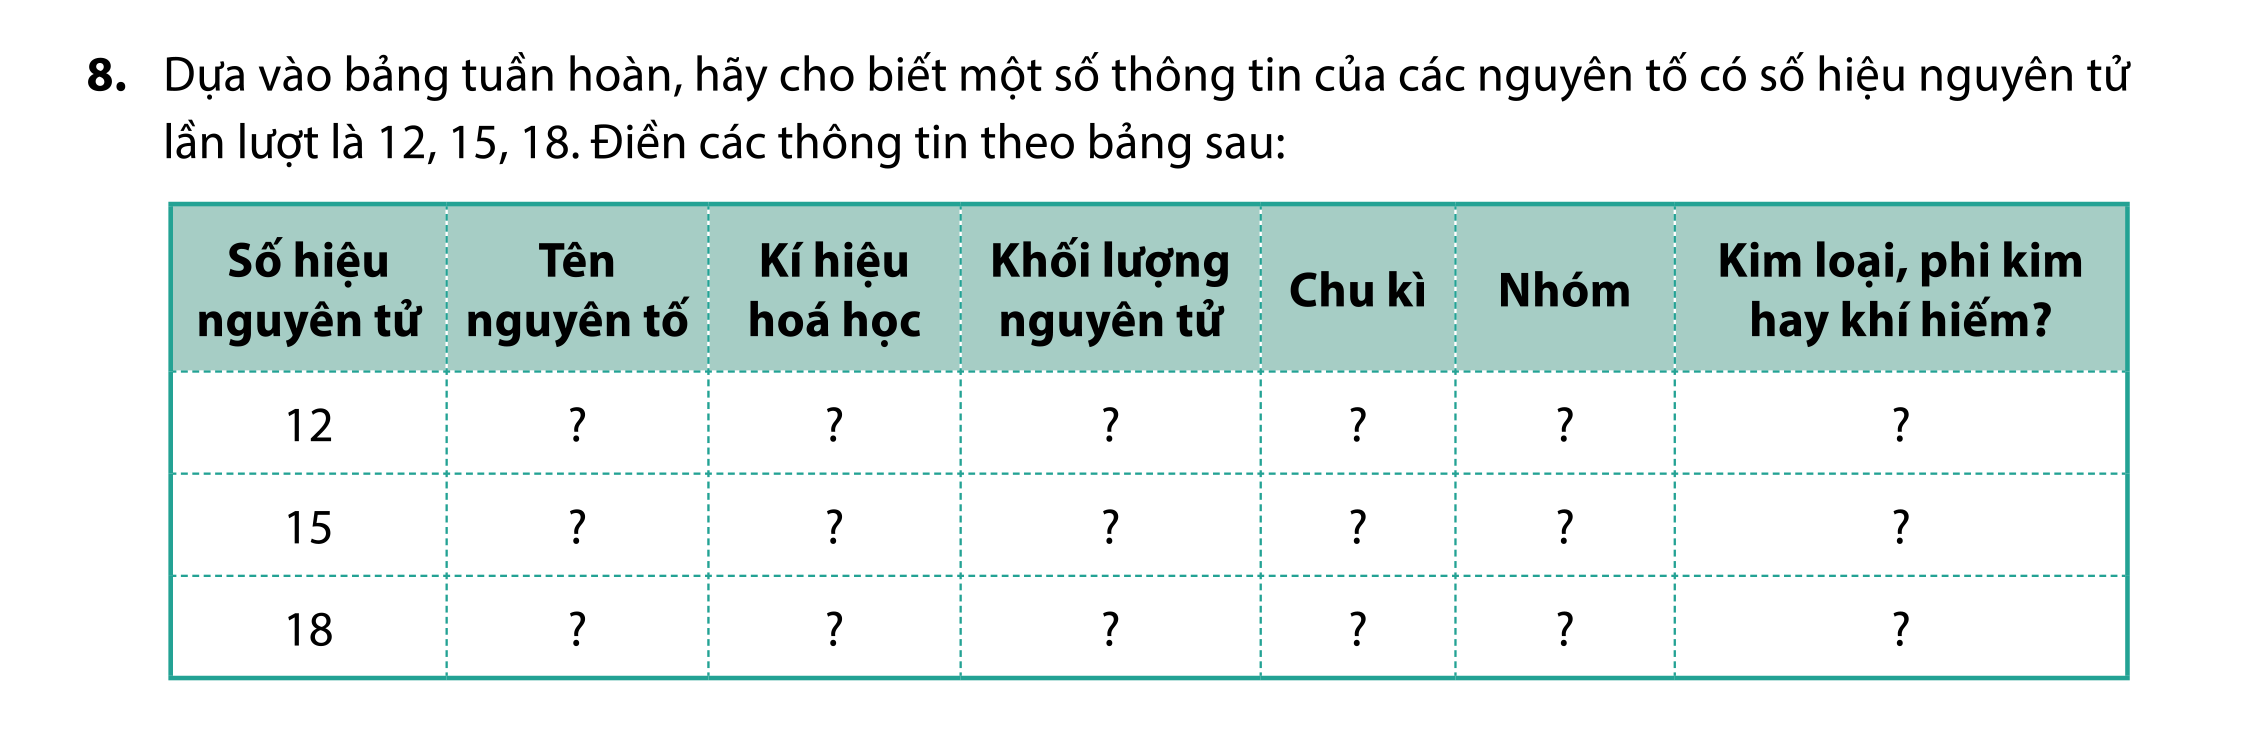 8. Dựa vào bảng tuần hoàn, hãy cho biết một số thông tin của các nguyên tố có số hiệu nguyên tử
lần lượt là 12, 15, 18. Điền các thông tin theo bảng sau:
Số hiệu nguyên tử | Tên nguyên tố | Kí hiệu hoá học | Khối lượng nguyên tử | Chu kì | Nhóm | Kim loại, phi kim hay khí hiếm?
12 ? ? ? ? ? ?
15 ? ? ? ? ? ?
18 ? ? ? ? ? ?